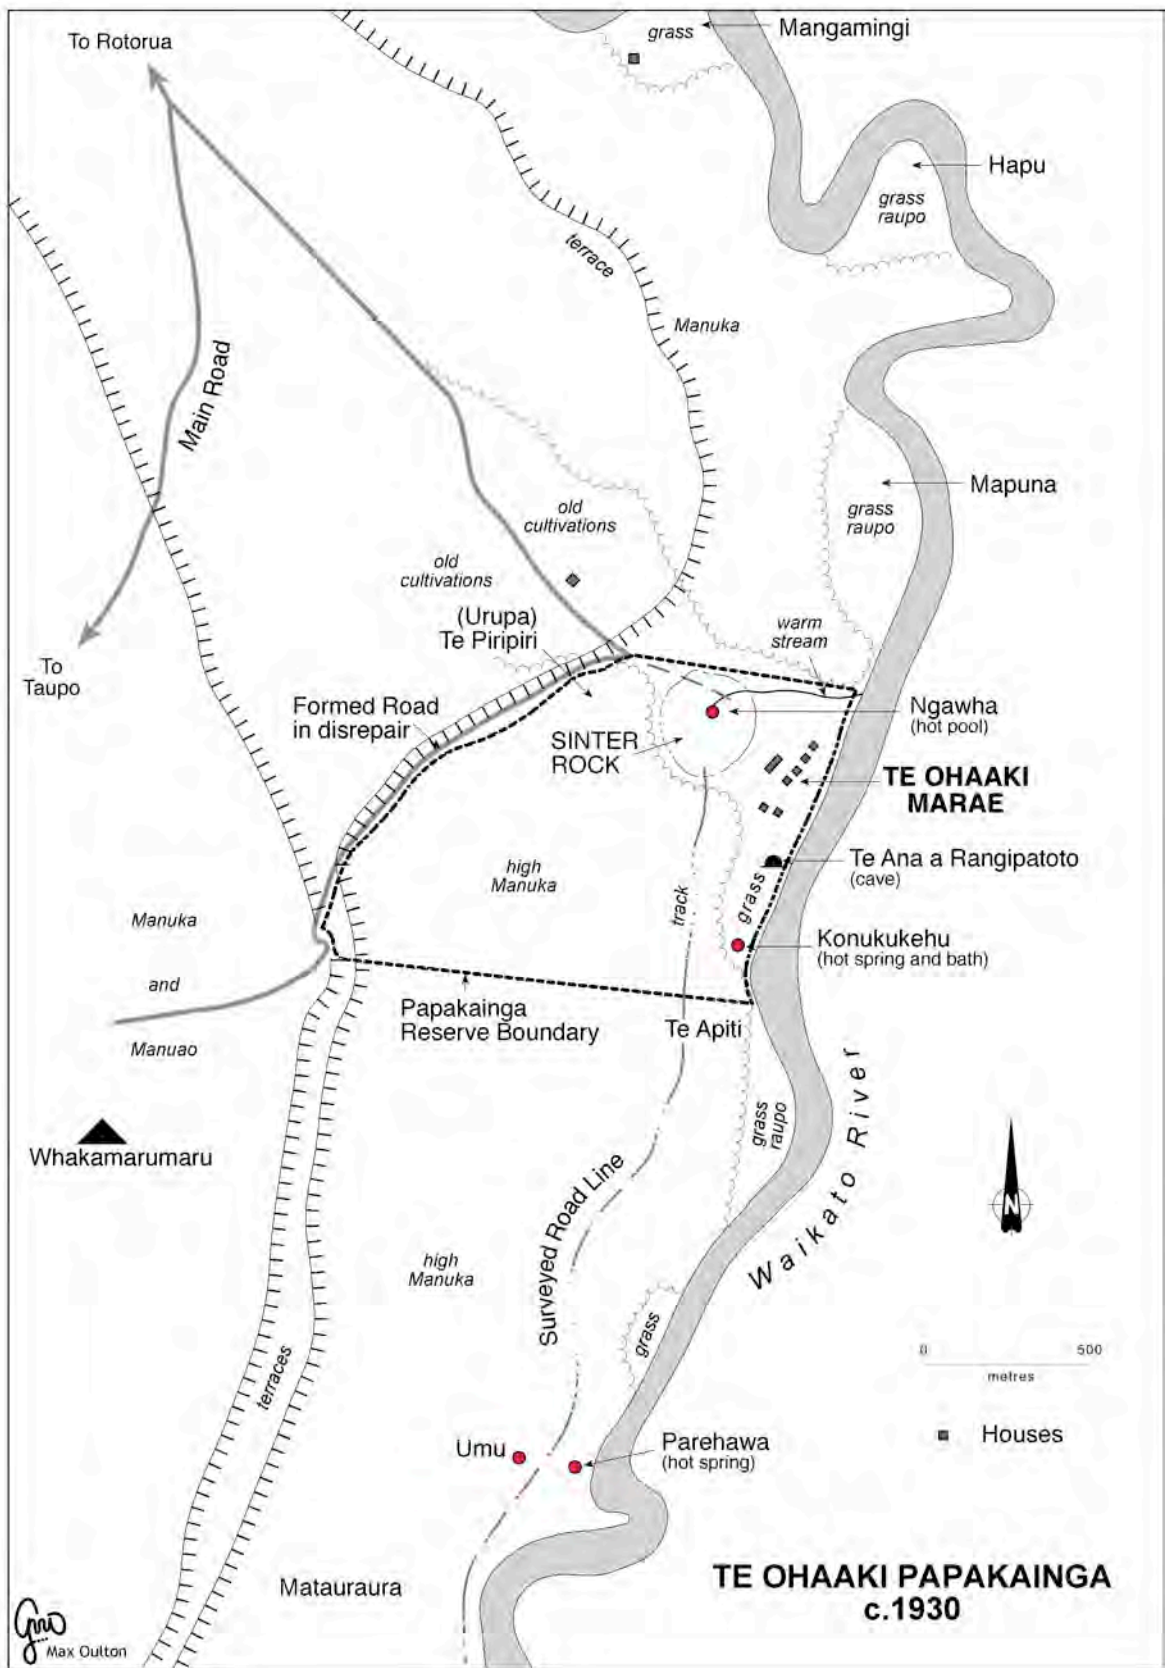 To Rotorua
grass
Mangamingi
Hapu
grass
raupo
terrace
Manuka
Main Road
Mapuna
grass
raupo
old
cultivations
old
cultivations
(Urupa)
Te Piripiri
warm
stream
To
Taupo
Formed Road
in disrepair
SINTER
ROCK
Ngawha
(hot pool)
TE OHAAKI
MARAE
high
Manuka
Te Ana a Rangipatoto
(cave)
grass
track
Manuka
and
Manuao
Konukukehu
(hot spring and bath)
Papakainga
Reserve Boundary
Te Apiti
grass
raupo
Waikato River
Whakamarumaru
N
Surveyed Road Line
high
Manuka
grass
terraces
0 500
metres
Houses
Umu
Parehawa
(hot spring)
Matauraura
TE OHAAKI PAPAKAINGA
c.1930
Max Oulton